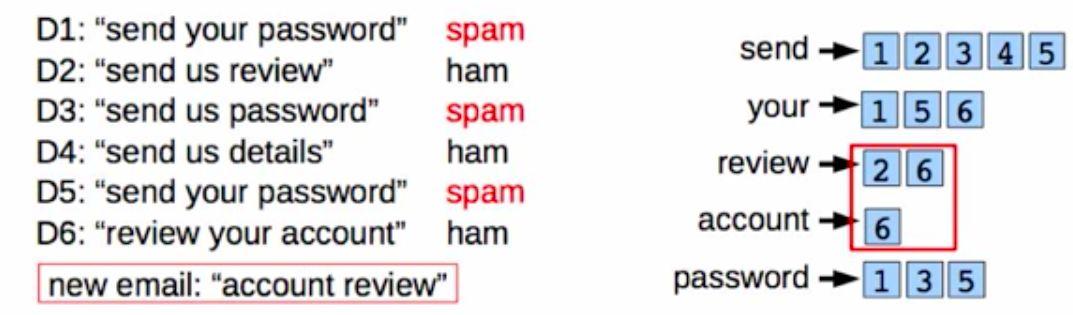 D1: “send your password” spam
D2: “send us review” ham
D3: “send us password” spam
D4: “send us details” ham
D5: “send your password” spam
D6: “review your account” ham
new email: “account review”
send 1 2 3 4 5
your 1 5 6
review 2 6
account 6
password 1 3 5